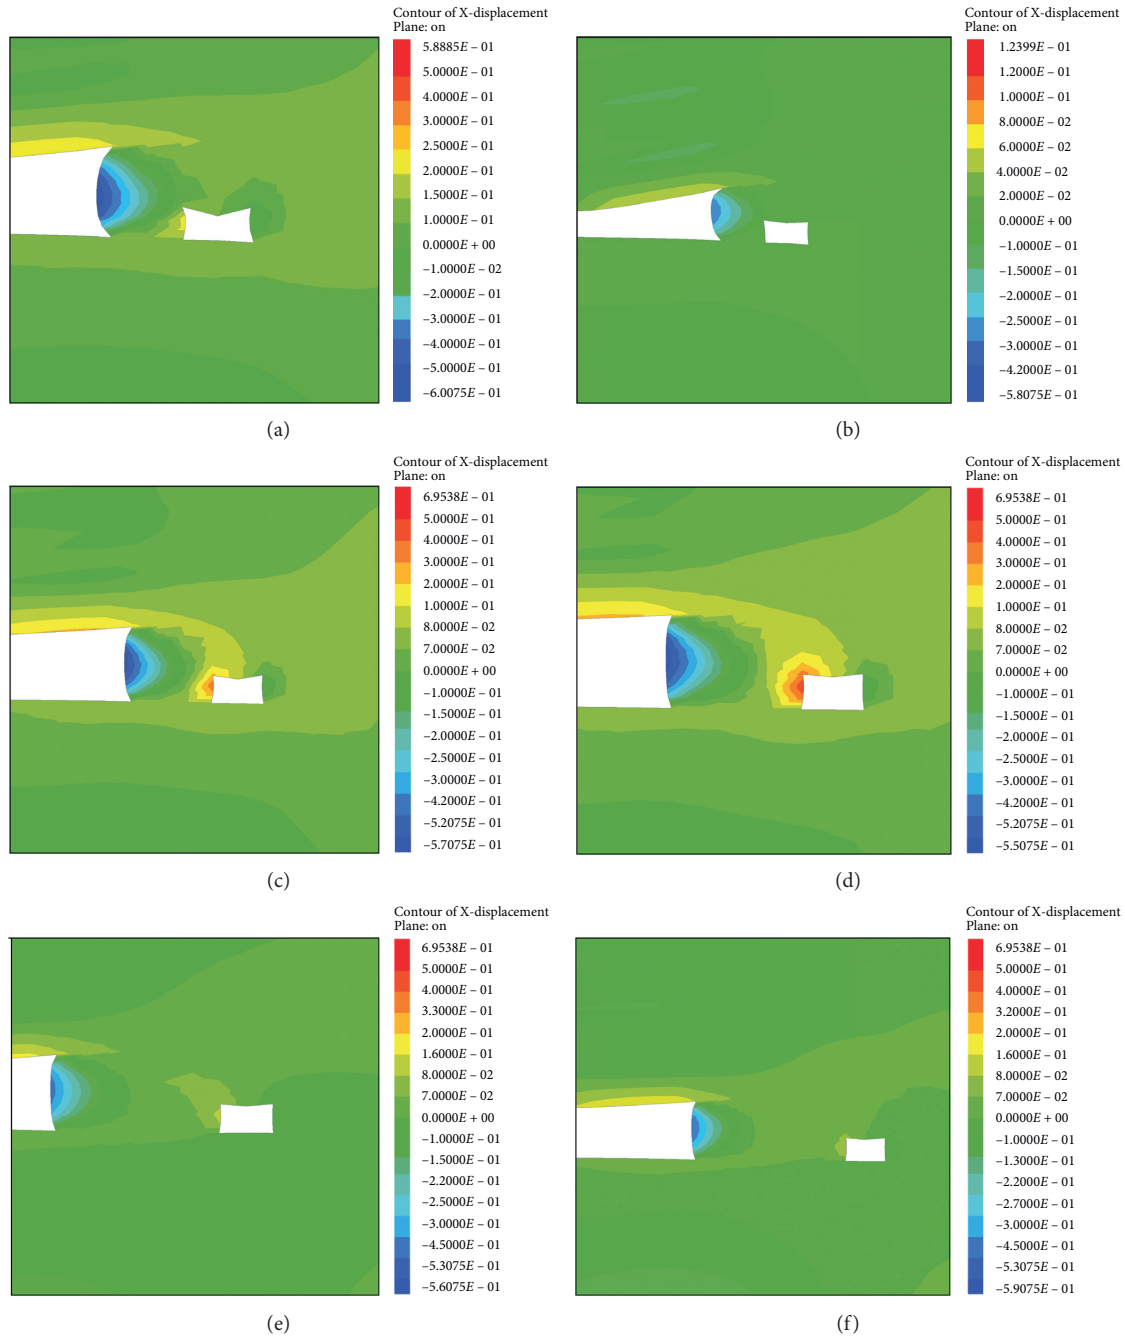 Contour of X-displacement
Plane: on
5.8885E – 01
5.0000E – 01
4.0000E – 01
3.0000E – 01
2.5000E – 01
1.5000E – 01
1.0000E – 01
0.0000E + 00
–1.0000E – 02
–2.0000E – 01
–3.0000E – 01
–4.0000E – 01
–5.0000E – 01
–6.0075E – 01
(a)
Contour of X-displacement
Plane: on
1.2399E – 01
1.2000E – 01
1.0000E – 01
8.0000E – 02
6.0000E – 02
4.0000E – 02
2.0000E – 02
0.0000E + 00
–1.0000E – 01
–1.5000E – 01
–2.0000E – 01
–2.5000E – 01
–3.0000E – 01
–4.2000E – 01
–5.8075E – 01
(b)
Contour of X-displacement
Plane: on
6.9538E – 01
5.0000E – 01
4.0000E – 01
3.0000E – 01
2.0000E – 01
1.0000E – 01
8.0000E – 02
7.0000E – 02
0.0000E + 00
–1.0000E – 01
–1.5000E – 01
–2.0000E – 01
–2.5000E – 01
–3.0000E – 01
–4.2000E – 01
–5.2075E – 01
–5.7075E – 01
(c)
Contour of X-displacement
Plane: on
6.9538E – 01
5.0000E – 01
4.0000E – 01
3.0000E – 01
2.0000E – 01
1.0000E – 01
8.0000E – 02
7.0000E – 02
0.0000E + 00
–1.0000E – 01
–1.5000E – 01
–2.0000E – 01
–2.5000E – 01
–3.0000E – 01
–4.2000E – 01
–5.2075E – 01
–5.5075E – 01
(d)
Contour of X-displacement
Plane: on
6.9538E – 01
5.0000E – 01
4.0000E – 01
3.3000E – 01
2.0000E – 01
1.6000E – 01
8.0000E – 02
7.0000E – 02
0.0000E + 00
–1.0000E – 01
–1.5000E – 01
–2.2000E – 01
–2.5000E – 01
–3.0000E – 01
–4.5000E – 01
–5.3075E – 01
–5.6075E – 01
(e)
Contour of X-displacement
Plane: on
6.9538E – 01
5.0000E – 01
4.0000E – 01
3.2000E – 01
2.0000E – 01
1.6000E – 01
8.0000E – 02
7.0000E – 02
0.0000E + 00
–1.0000E – 01
–1.3000E – 01
–2.2000E – 01
–2.7000E – 01
–3.0000E – 01
–4.5000E – 01
–5.3075E – 01
–5.9075E – 01
(f)